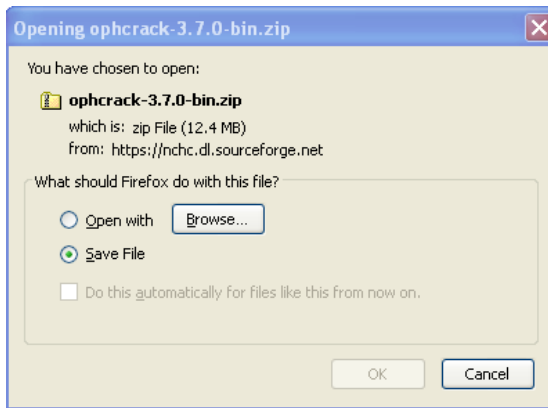 Opening ophcrack-3.7.0-bin.zip
You have chosen to open:
ophcrack-3.7.0-bin.zip
which is: zip File (12.4 MB)
from: https://nchc.dl.sourceforge.net
What should Firefox do with this file?
Open with Browse...
Save File
Do this automatically for files like this from now on.
OK Cancel